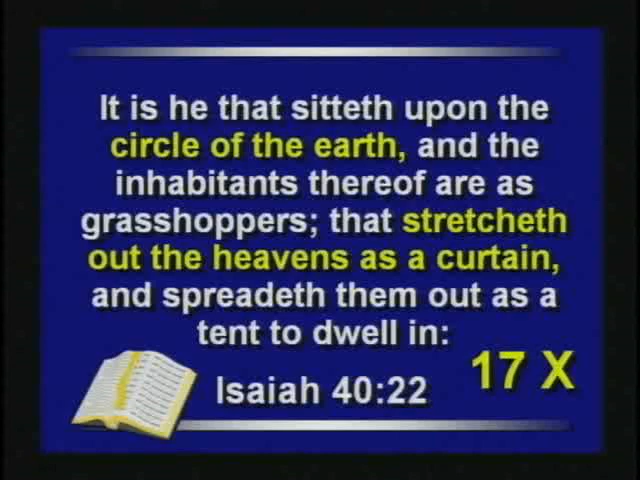 It is he that sitteth upon the
circle of the earth, and the
inhabitants thereof are as
grasshoppers; that stretcheth
out the heavens as a curtain,
and spreadeth them out as a
tent to dwell in:
Isaiah 40:22
17 X